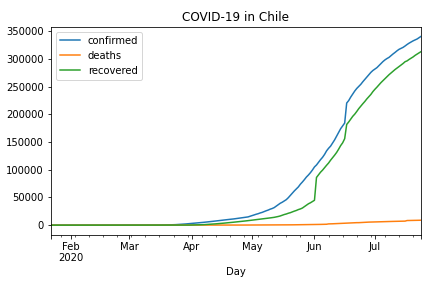 COVID-19 in Chile
confirmed
deaths
recovered
350000
300000
250000
200000
150000
100000
50000
0
Feb Mar Apr May Jun Jul
2020
Day